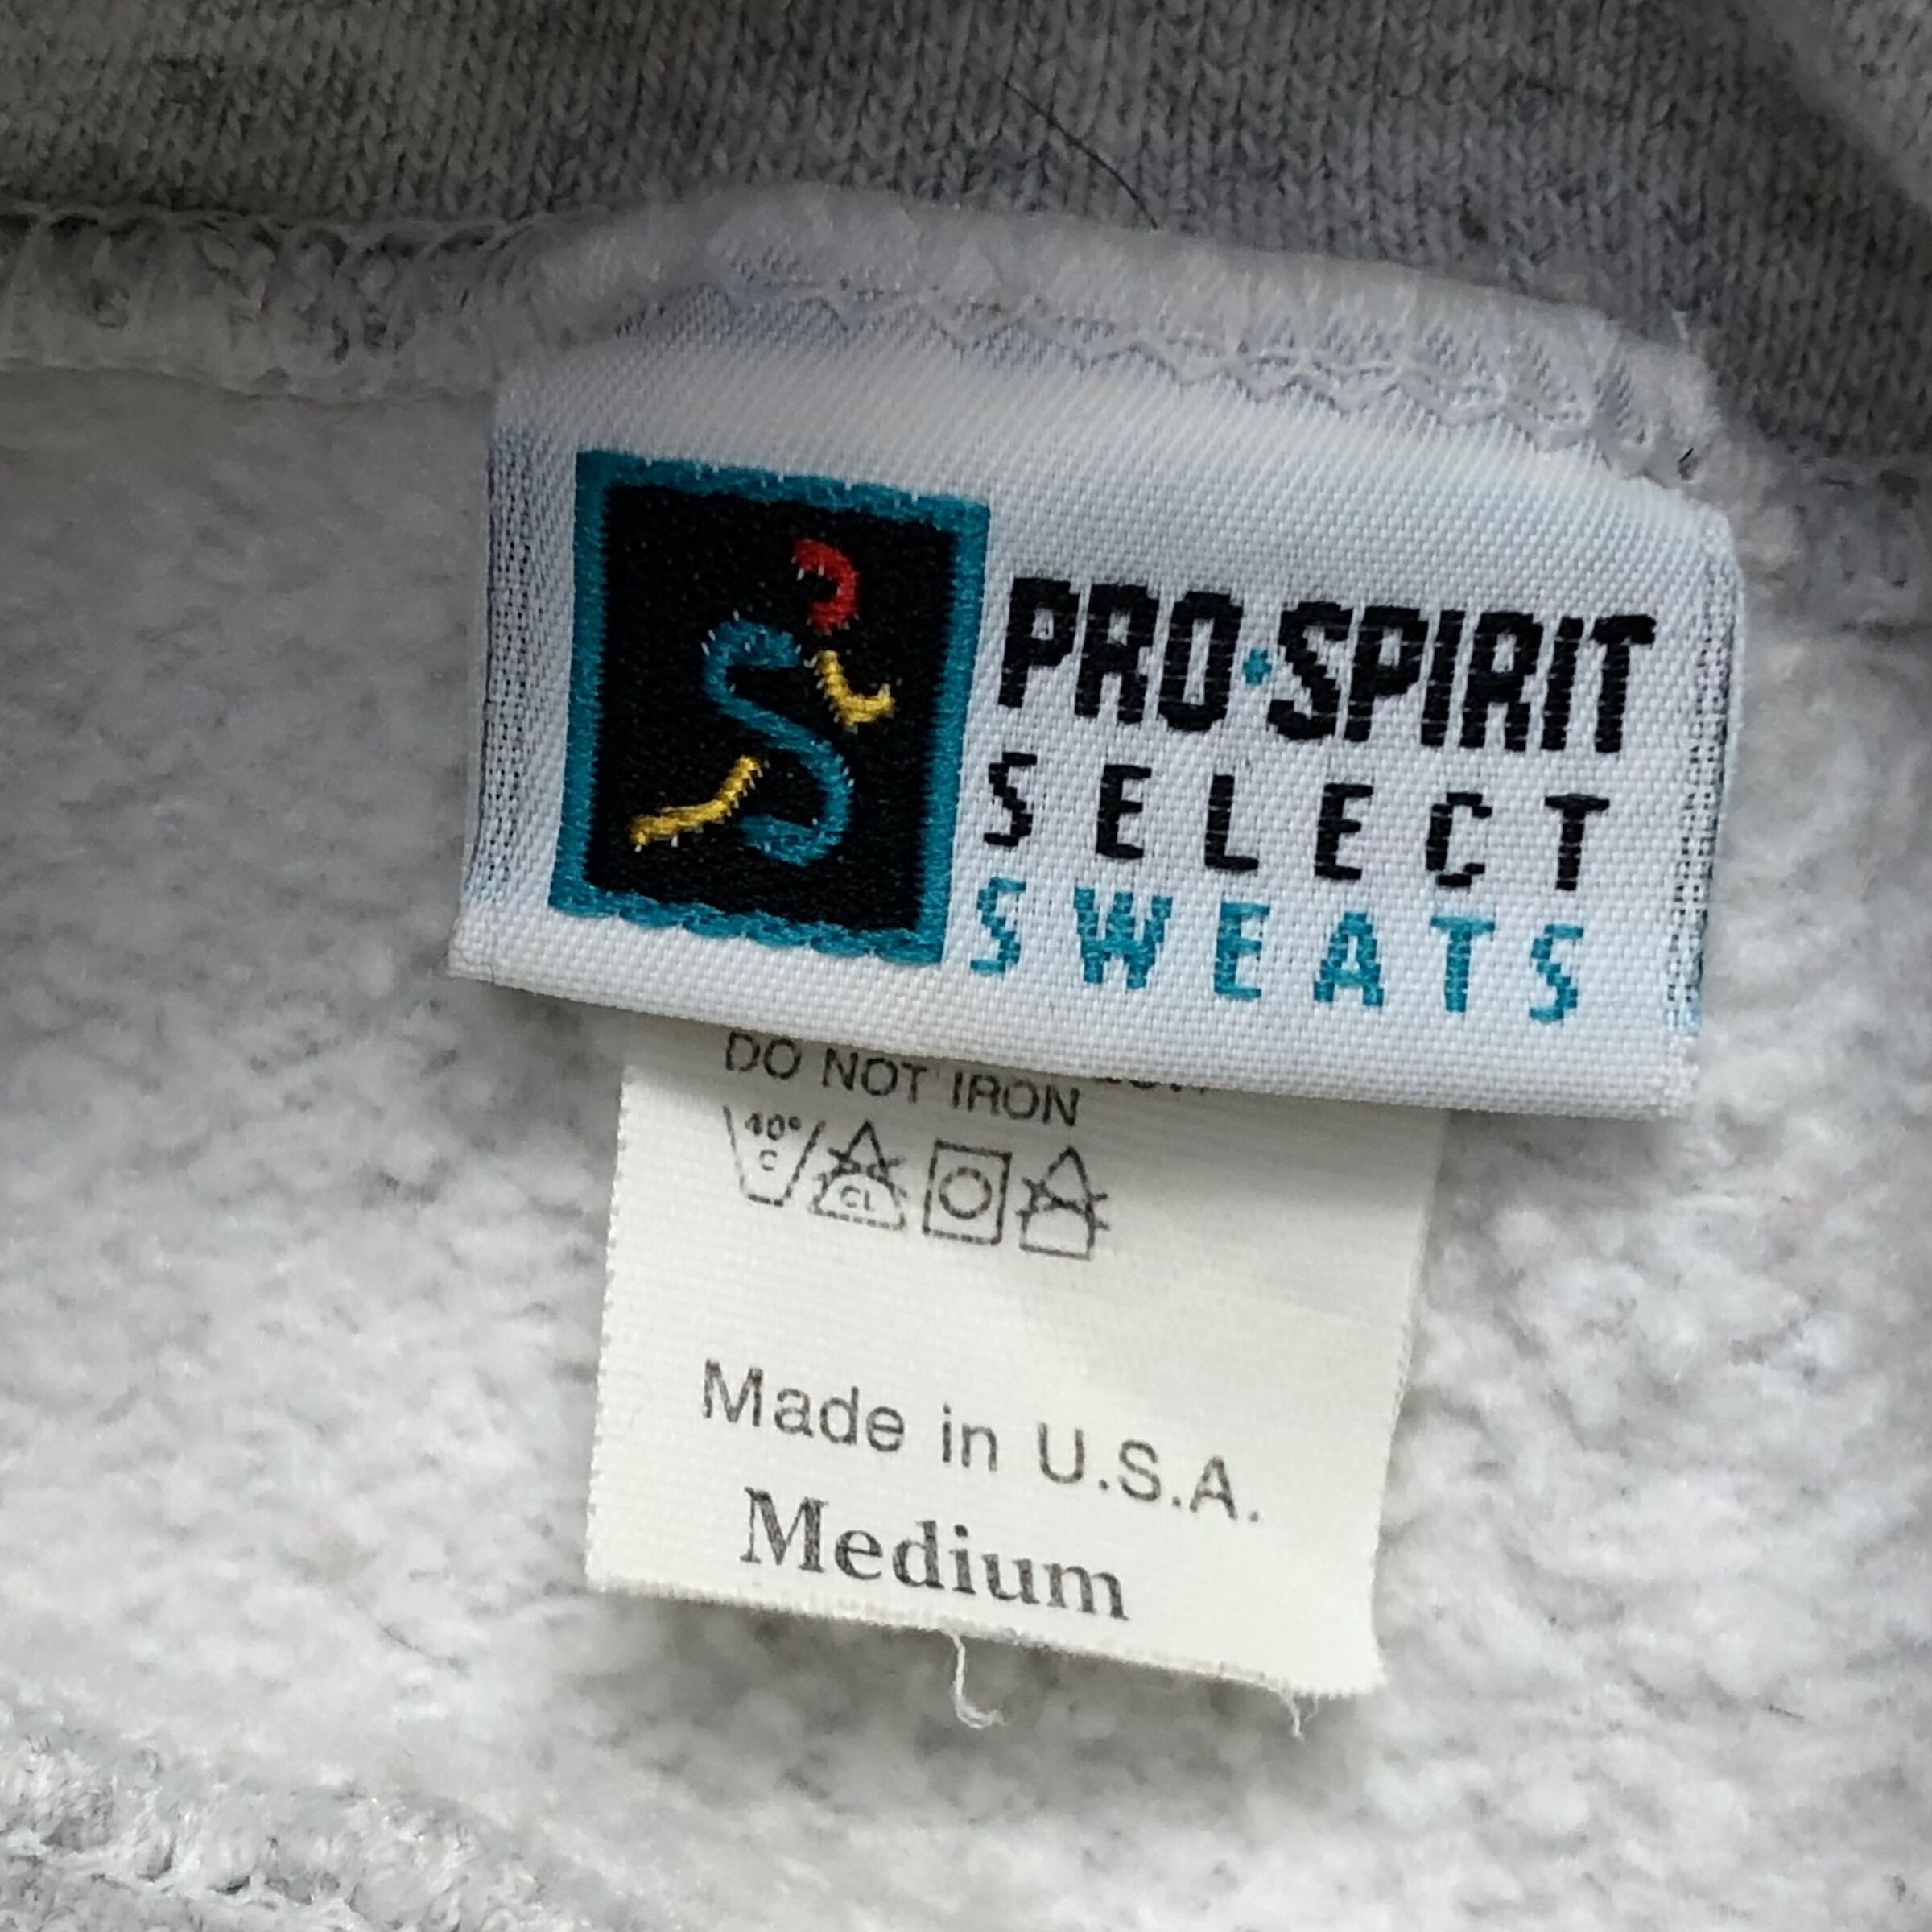 PRO·SPIRIT
SELECT
SWEATS
DO NOT IRON
40°
C
CL
Made in U.S.A.
Medium